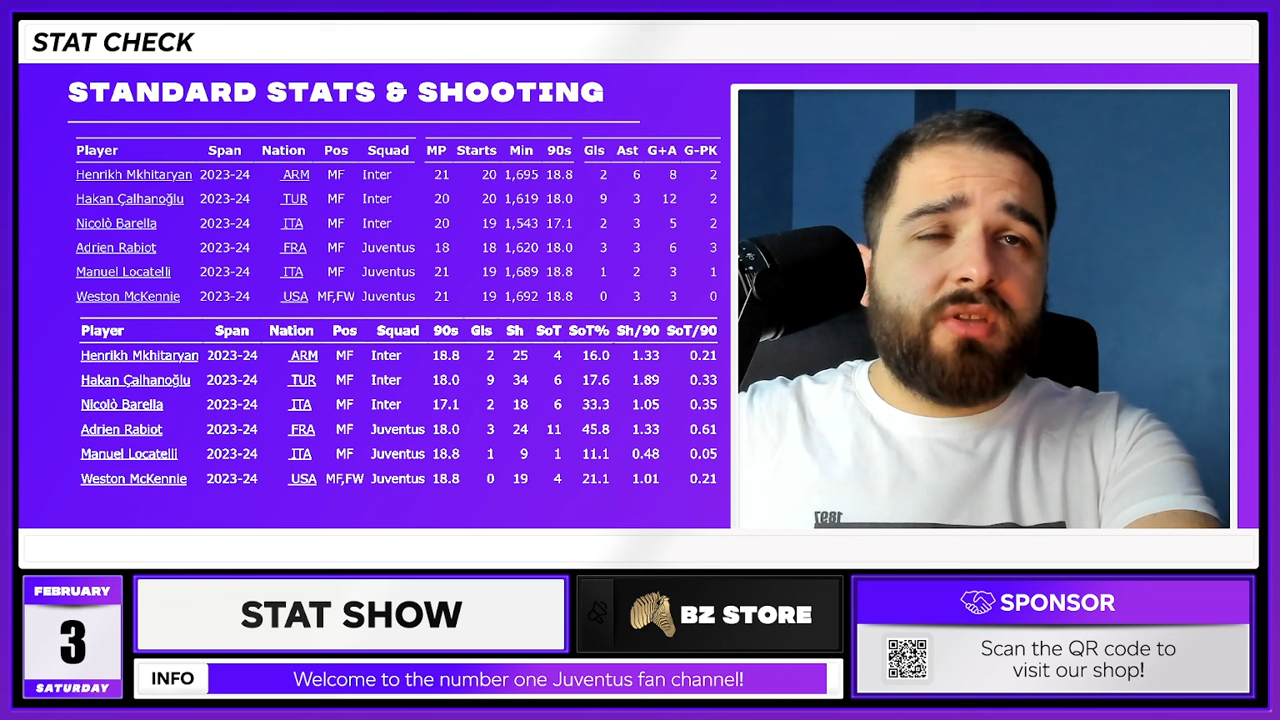 STAT CHECK
STANDARD STATS & SHOOTING
Player Span Nation Pos Squad MP Starts Min 90s Gls Ast G+A G-PK
Henrikh Mkhitaryan 2023-24 ARM MF Inter 21 20 1,695 18.8 2 6 8 2
Hakan Çalhanoğlu 2023-24 TUR MF Inter 20 20 1,619 18.0 9 3 12 2
Nicolò Barella 2023-24 ITA MF Inter 20 19 1,543 17.1 2 3 5 2
Adrien Rabiot 2023-24 FRA MF Juventus 18 18 1,620 18.0 3 3 6 3
Manuel Locatelli 2023-24 ITA MF Juventus 21 19 1,689 18.8 1 2 3 1
Weston McKennie 2023-24 USA MF,FW Juventus 21 19 1,692 18.8 0 3 3 0
Player Span Nation Pos Squad 90s Gls Sh SoT SoT% Sh/90 SoT/90
Henrikh Mkhitaryan 2023-24 ARM MF Inter 18.8 2 25 4 16.0 1.33 0.21
Hakan Çalhanoğlu 2023-24 TUR MF Inter 18.0 9 34 6 17.6 1.89 0.33
Nicolò Barella 2023-24 ITA MF Inter 17.1 2 18 6 33.3 1.05 0.35
Adrien Rabiot 2023-24 FRA MF Juventus 18.0 3 24 11 45.8 1.33 0.61
Manuel Locatelli 2023-24 ITA MF Juventus 18.8 1 9 1 11.1 0.48 0.05
Weston McKennie 2023-24 USA MF,FW Juventus 18.8 0 19 4 21.1 1.01 0.21
1897
FEBRUARY
3
SATURDAY
STAT SHOW
BZ STORE
INFO
Welcome to the number one Juventus fan channel!
SPONSOR
Scan the QR code to
visit our shop!